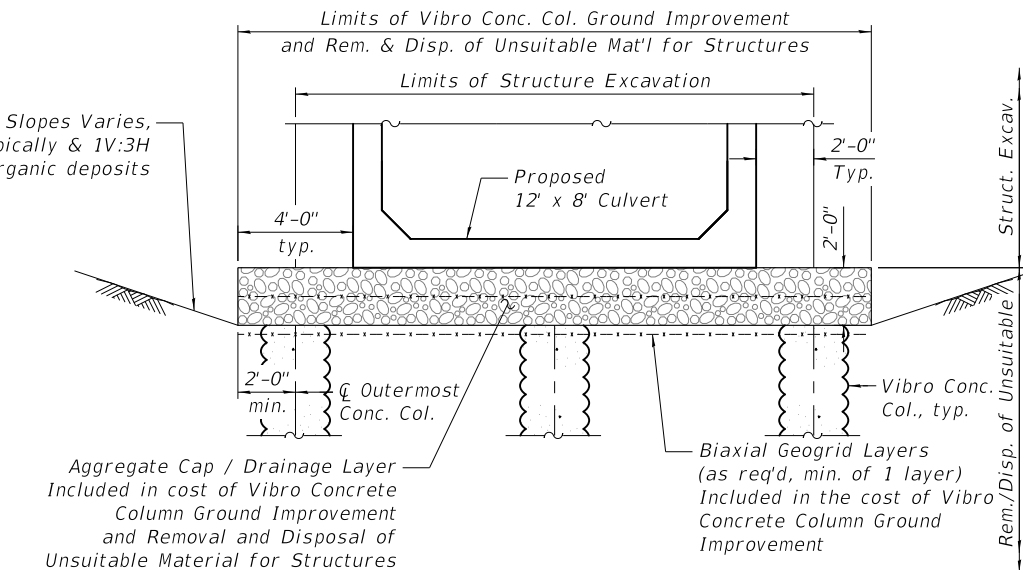 Limits of Vibro Conc. Col. Ground Improvement
and Rem. & Disp. of Unsuitable Mat'l for Structures
Limits of Structure Excavation
Slopes Varies,
& 1V:3H
deposits
2'-0"
Typ.
Proposed
12' x 8' Culvert
4'-0"
typ.
2'-0"
Struct. Excav.
2'-0"
min.
℄ Outermost
Conc. Col.
Vibro Conc.
Col., typ.
Aggregate Cap / Drainage Layer
Included in cost of Vibro Concrete
Column Ground Improvement
and Removal and Disposal of
Unsuitable Material for Structures
Biaxial Geogrid Layers
(as req'd, min. of 1 layer)
Included in the cost of Vibro
Concrete Column Ground
Improvement
Rem./Disp. of Unsuitable